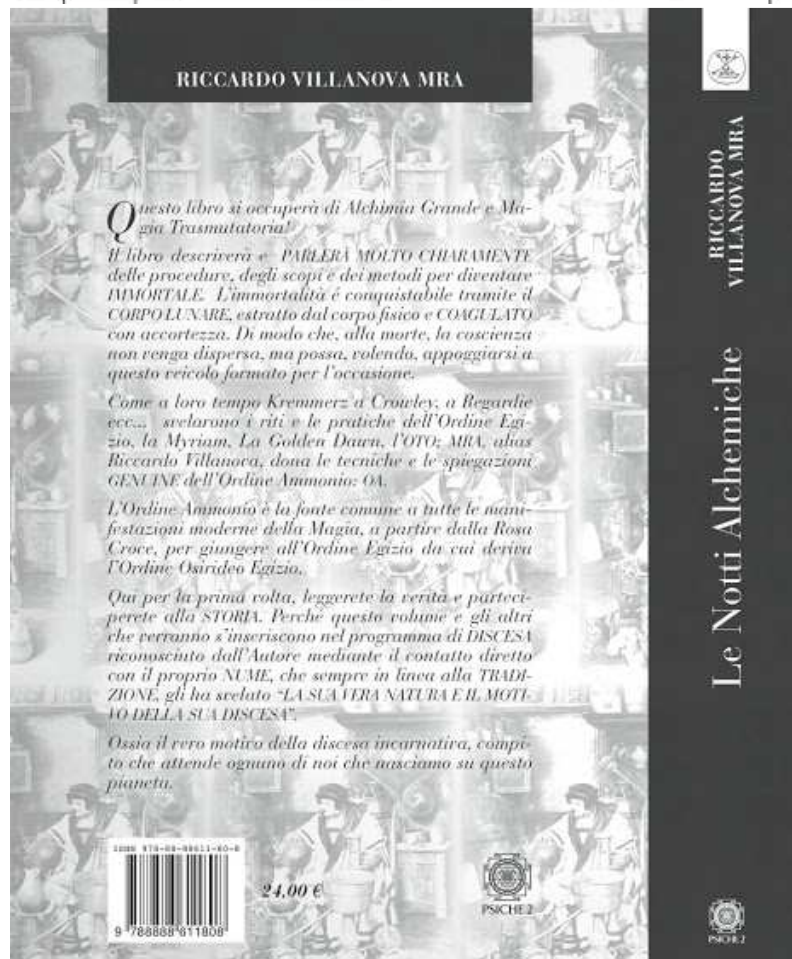 RICCARDO VILLANOVA MRA
Questo libro si occuperà di Alchimia Grande e Ma-
gia Trasmutatoria!
Il libro descriverà e PARLERÀ MOLTO CHIARAMENTE
delle procedure, degli scopi e dei metodi per diventare
IMMORTALE. L'immortalità é conquistabile tramite il
CORPO LUNARE, estratto dal corpo fisico e COAGULATO
con accortezza. Di modo che, alla morte, la coscienza
non venga dispersa, ma possa, volendo, appoggiarsi a
questo veicolo formato per l'occasione.
Come a loro tempo Kremmerz a Crowley, a Regardie
ecc... svelarono i riti e le pratiche dell'Ordine Egi-
zio, la Myriam, La Golden Dawn, l'OTO; MRA, alias
Riccardo Villanova, dona le tecniche e le spiegazioni
GENUINE dell'Ordine Ammonio: OA.
L'Ordine Ammonio è la fonte comune a tutte le mani-
festazioni moderne della Magia, a partire dalla Rosa
Croce, per giungere all'Ordine Egizio da cui deriva
l'Ordine Osirideo Egizio.
Qui per la prima volta, leggerete la verità e parteci-
perete alla STORIA. Perché questo volume e gli altri
che verranno s'inseriscono nel programma di DISCESA
riconosciuto dall'Autore mediante il contatto diretto
con il proprio NUME, che sempre in linea alla TRADI-
ZIONE, gli ha svelato "LA SUA VERA NATURA E IL MOTI-
VO DELLA SUA DISCESA".
Ossia il vero motivo della discesa incarnativa, compi-
to che attende ognuno di noi che nasciamo su questo
pianeta.
9 788888 611808
24,00 €
PSICHE 2
RICCARDO
VILLANOVA MRA
Le Notti Alchemiche
PSICHE 2